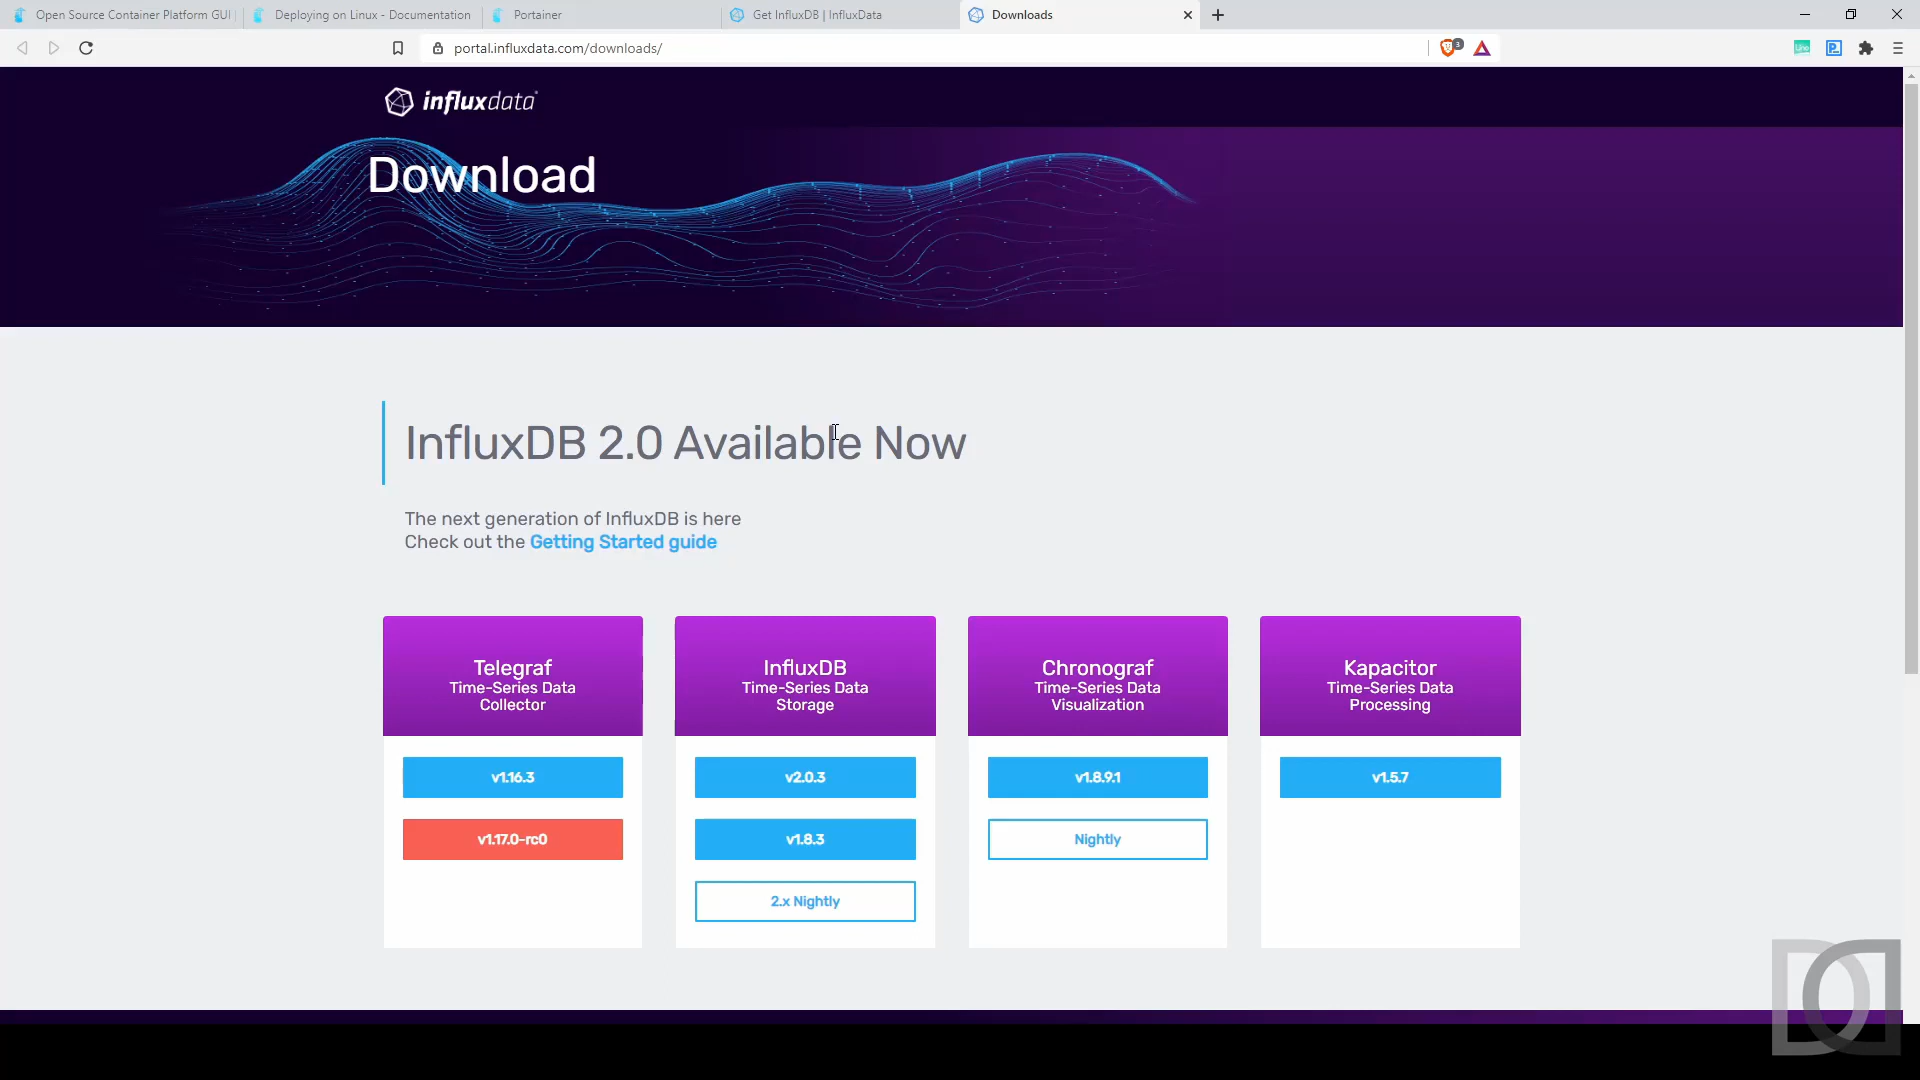 Open Source Container Platform GUI
Deploying on Linux - Documentation
Portainer
Get InfluxDB | InfluxData
Downloads
portal.influxdata.com/downloads/
3
influxdata
Download
InfluxDB 2.0 Available Now
The next generation of InfluxDB is here
Check out the Getting Started guide
Telegraf
Time-Series Data
Collector
v1.16.3
v1.17.0-rc0
InfluxDB
Time-Series Data
Storage
v2.0.3
v1.8.3
2.x Nightly
Chronograf
Time-Series Data
Visualization
v1.8.9.1
Nightly
Kapacitor
Time-Series Data
Processing
v1.5.7